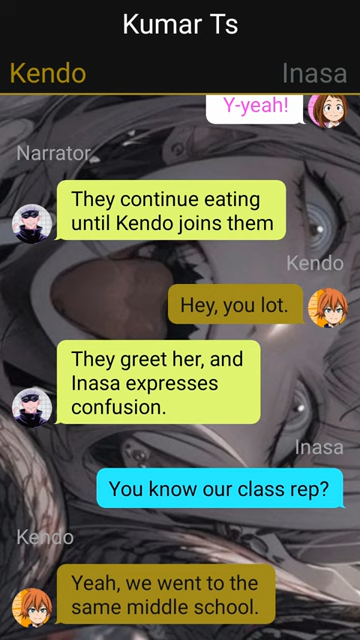 Kumar Ts
Kendo
Inasa
Y-yeah!
Narrator
They continue eating
until Kendo joins them
Kendo
Hey, you lot.
They greet her, and
Inasa expresses
confusion.
Inasa
You know our class rep?
Kendo
Yeah, we went to the
same middle school.